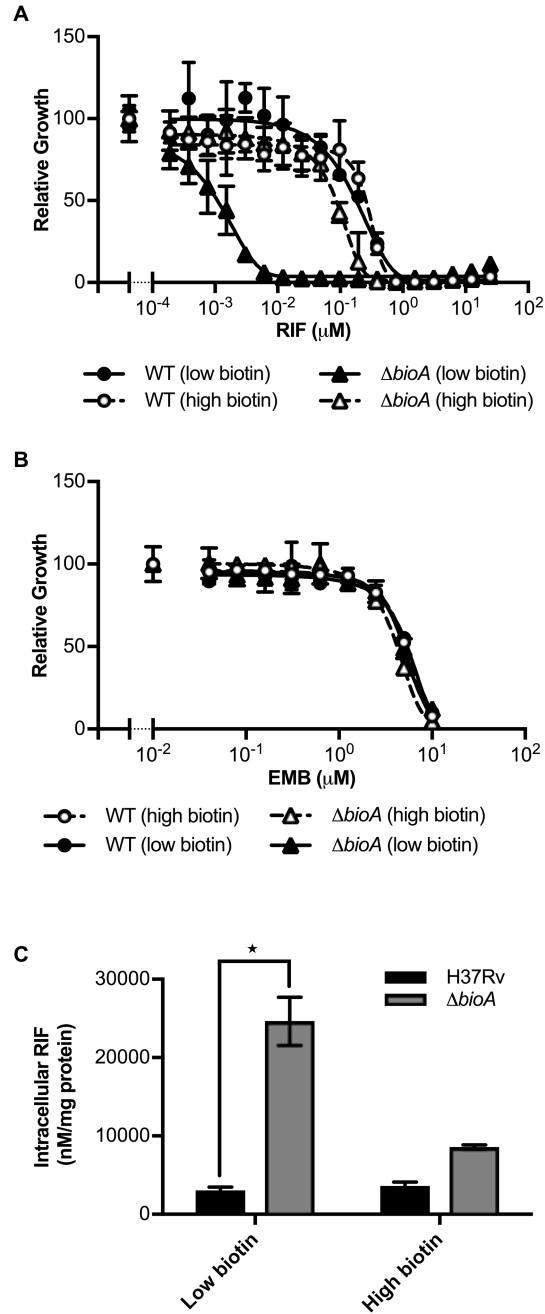 A
150
100
50
0
Relative Growth
10-4 10-3 10-2 10-1 100 101 102
RIF (μM)
WT (low biotin) ΔbioA (low biotin)
WT (high biotin) ΔbioA (high biotin)
B
150
100
50
0
Relative Growth
10-2 10-1 100 101 102
EMB (μM)
WT (high biotin) ΔbioA (high biotin)
WT (low biotin) ΔbioA (low biotin)
C
★
H37Rv
ΔbioA
30000
20000
10000
0
Intracellular RIF
(nM/mg protein)
Low biotin
High biotin